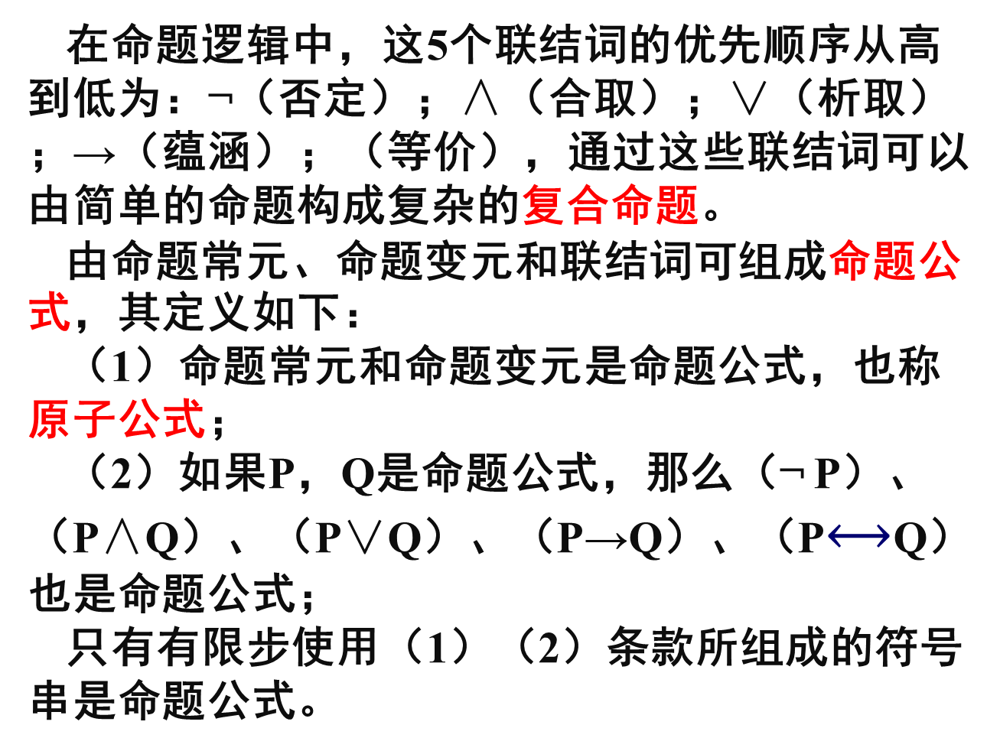 在命题逻辑中，这5个联结词的优先顺序从高
到低为：¬（否定）；∧（合取）；∨（析取）
；→（蕴涵）；（等价），通过这些联结词可以
由简单的命题构成复杂的复合命题。
由命题常元、命题变元和联结词可组成命题公
式，其定义如下：
（1）命题常元和命题变元是命题公式，也称
原子公式；
（2）如果P，Q是命题公式，那么（¬ P）、
（P∧Q）、（P∨Q）、（P→Q）、（P⟷Q）
也是命题公式；
只有有限步使用（1）（2）条款所组成的符号
串是命题公式。